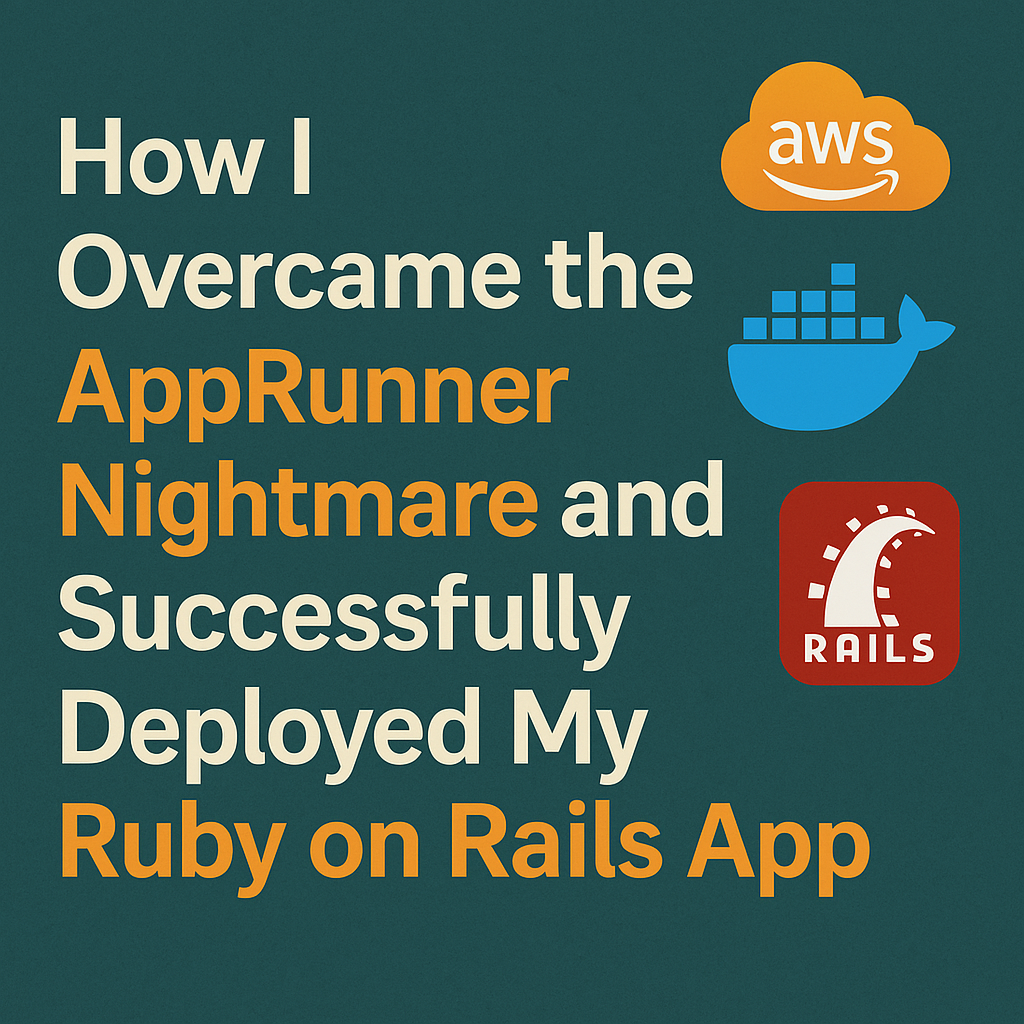 How I
Overcame the
AppRunner
Nightmare and
Successfully
Deployed My
Ruby on Rails App
aws
RAILS